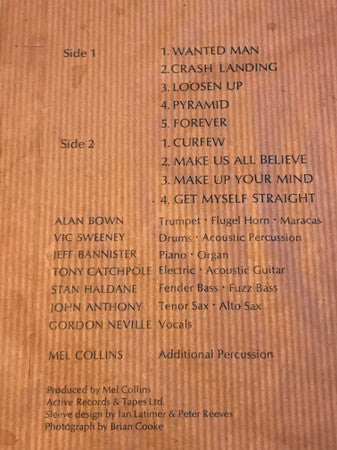 Side 1 1. WANTED MAN
2. CRASH LANDING
3. LOOSEN UP
4. PYRAMID
5. FOREVER
Side 2 1. CURFEW
2. MAKE US ALL BELIEVE
3. MAKE UP YOUR MIND
4. GET MYSELF STRAIGHT
ALAN BOWN Trumpet · Flugel Horn · Maracas
VIC SWEENEY Drums · Acoustic Percussion
JEFF BANNISTER Piano · Organ
TONY CATCHPOLE Electric · Acoustic Guitar
STAN HALDANE Fender Bass · Fuzz Bass
JOHN ANTHONY Tenor Sax · Alto Sax
GORDON NEVILLE Vocals
MEL COLLINS Additional Percussion
Produced by Mel Collins
Active Records & Tapes Ltd.
Sleeve design by Ian Latimer & Peter Reeves
Photograph by Brian Cooke